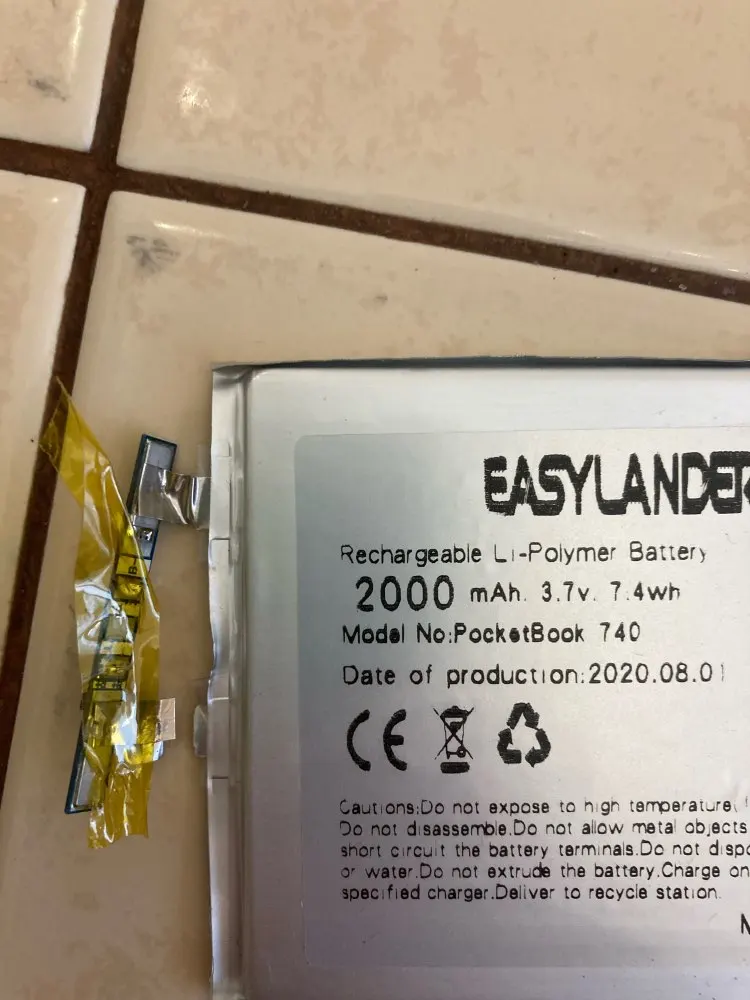 EASYLANDER
Rechargeable Li-Polymer Battery
2000 mAh. 3.7v. 7.4wh
Model No:PocketBook 740
Date of production:2020.08.01
CE
Cautions:Do not expose to high temperature.
Do not disassemble.Do not allow metal objects
short circuit the battery terminals.Do not
or water.Do not extrude the battery.Charge
specified charger.Deliver to recycle station.